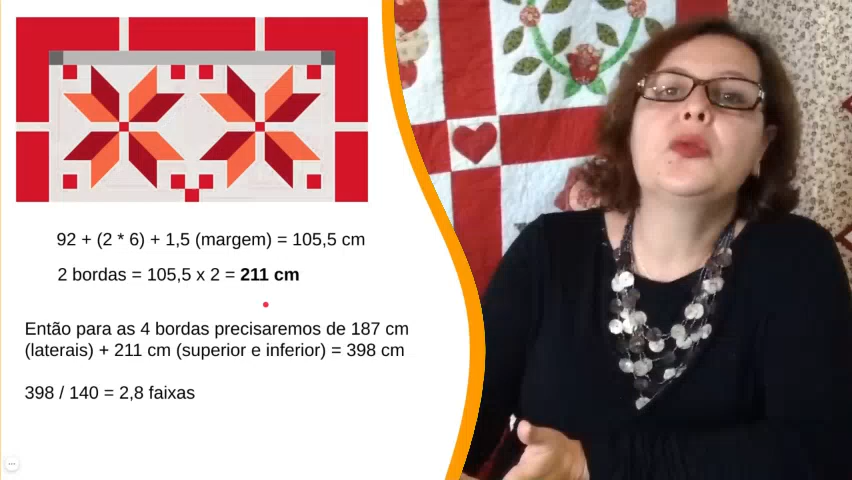 92 + (2 * 6) + 1,5 (margem) = 105,5 cm
2 bordas = 105,5 x 2 = 211 cm
Então para as 4 bordas precisaremos de 187 cm
(laterais) + 211 cm (superior e inferior) = 398 cm
398 / 140 = 2,8 faixas